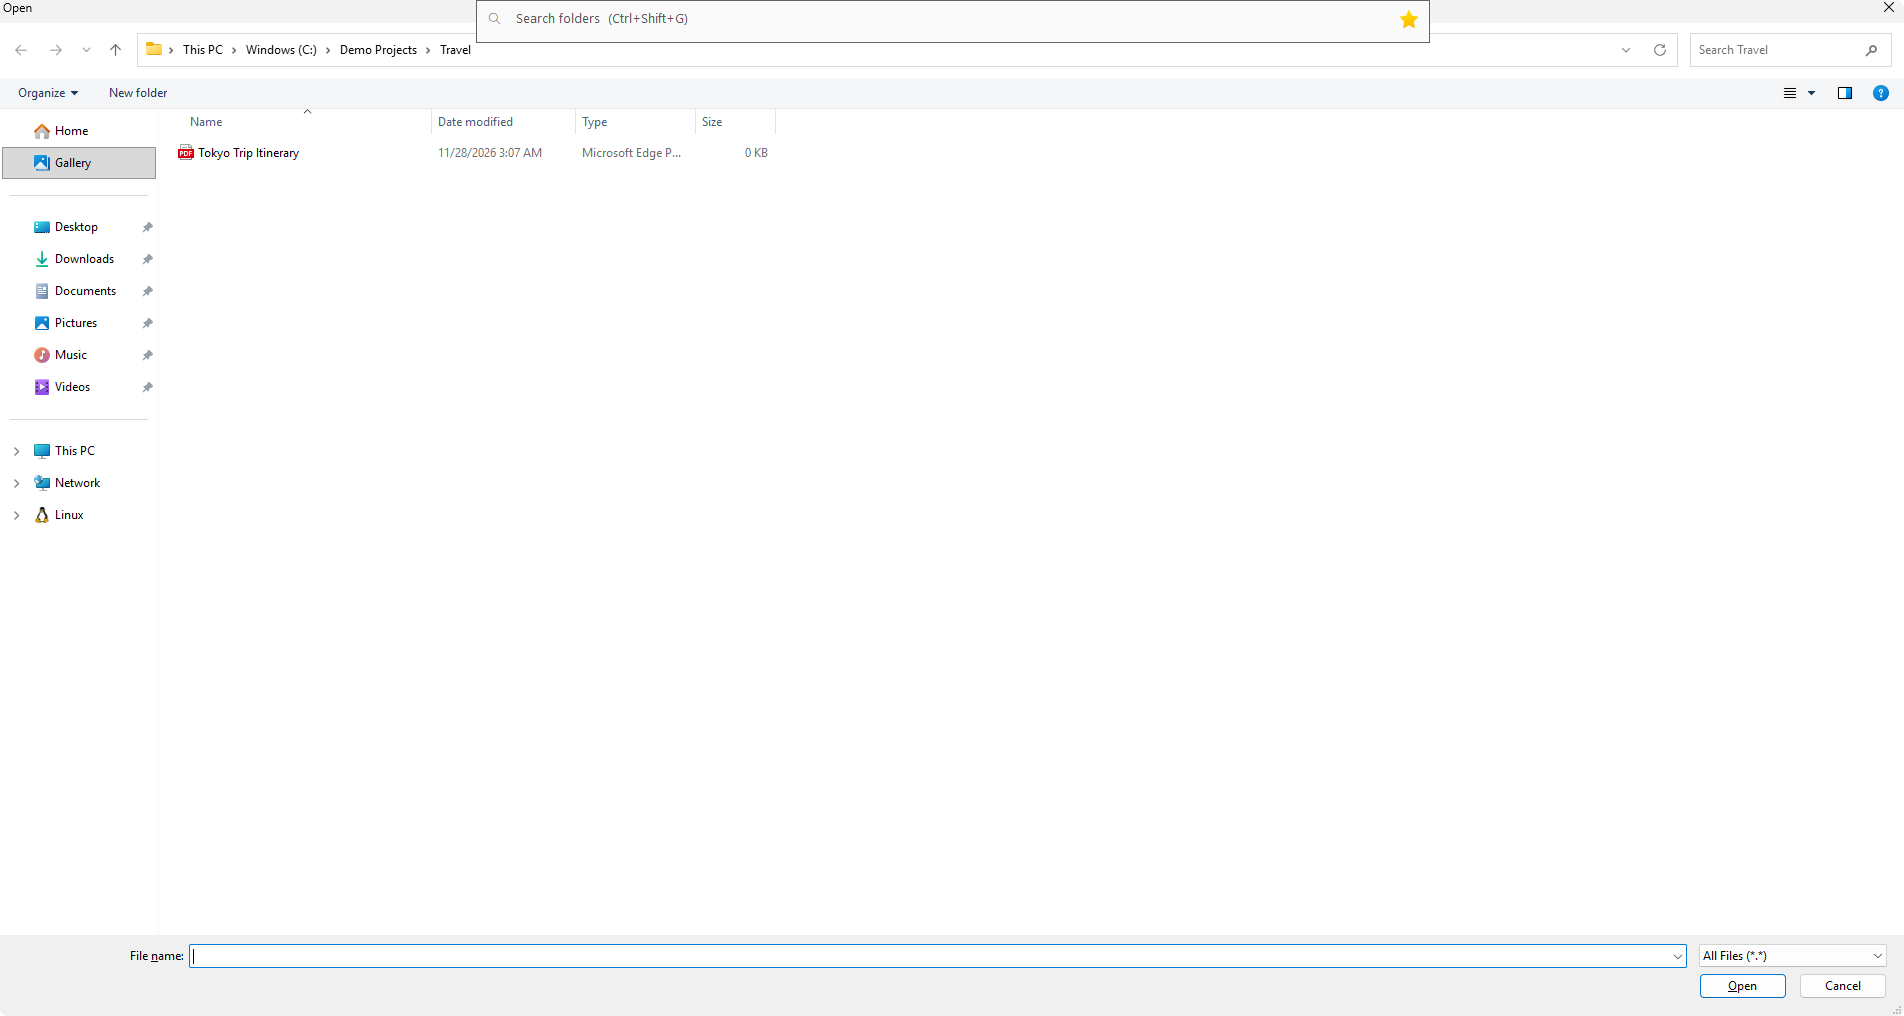 Open
Search folders (Ctrl+Shift+G)
This PC > Windows (C:) > Demo Projects > Travel
Search Travel
Organize
New folder
Name Date modified Type Size
PDF Tokyo Trip Itinerary 11/28/2026 3:07 AM Microsoft Edge P... 0 KB
Home
Gallery
Desktop
Downloads
Documents
Pictures
Music
Videos
This PC
Network
Linux
File name:
All Files (*.*)
Open
Cancel